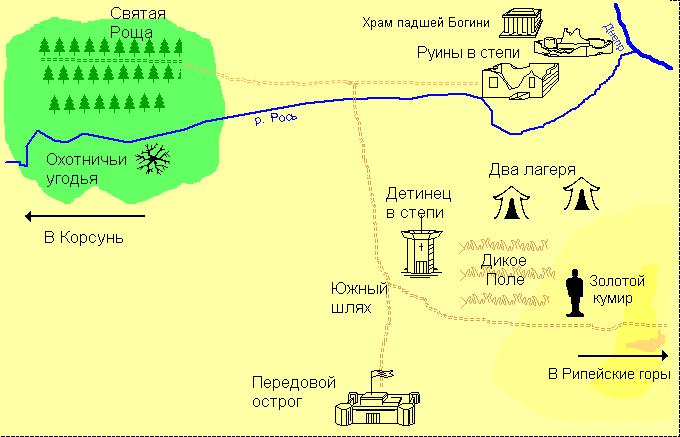 Святая
Роща
Храм падшей Богини
Днепр
Руины в степи
р. Рось
Охотничьи
угодья
Два лагеря
Детинец
в степи
В Корсунь
Дикое
Поле
Золотой
кумир
Южный
шлях
В Рипейские горы
Передовой
острог